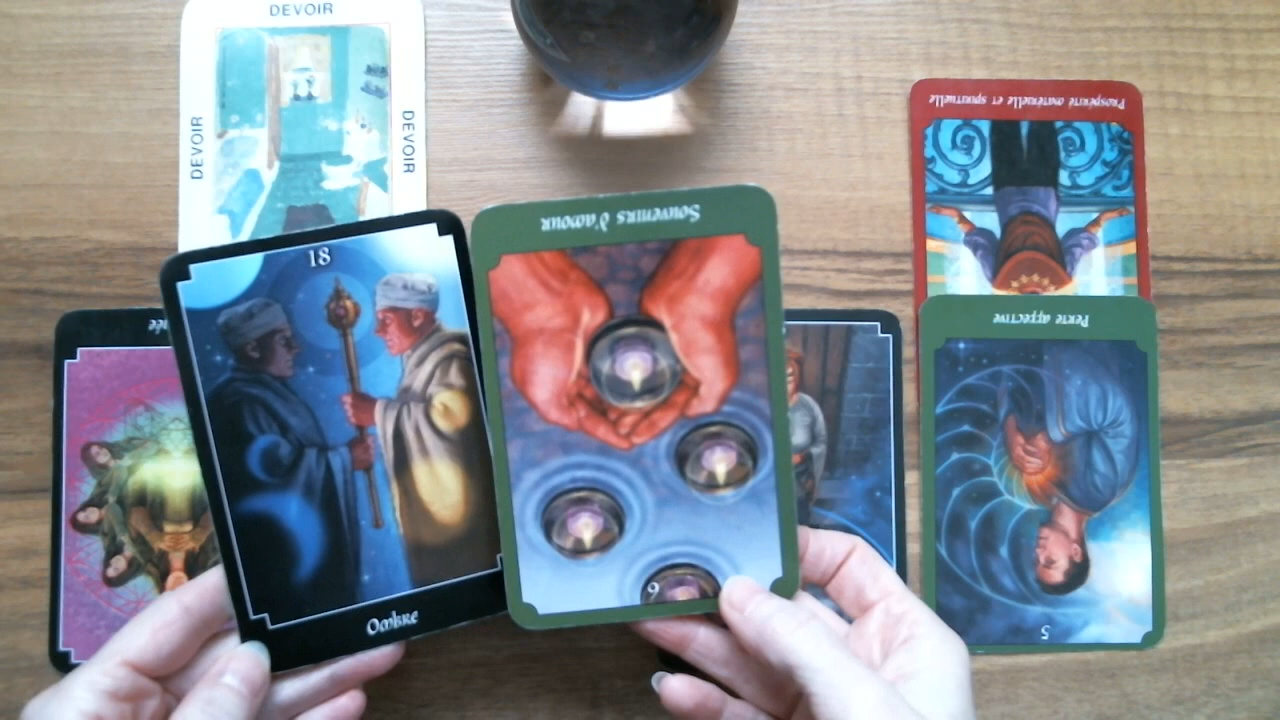 DEVOIR
DEVOIR
DEVOIR
Prospérité matérielle et spirituelle
18
Souvenirs d'amour
Perte affective
6
Ombre
5